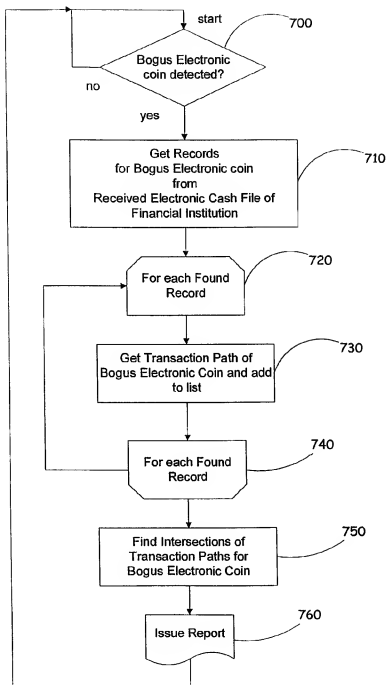 start
700
Bogus Electronic
coin detected?
no
yes
Get Records
for Bogus Electronic coin
from
Received Electronic Cash File of
Financial Institution
710
For each Found
Record
720
Get Transaction Path of
Bogus Electronic Coin and add
to list
730
For each Found
Record
740
Find Intersections of
Transaction Paths for
Bogus Electronic Coin
750
Issue Report
760